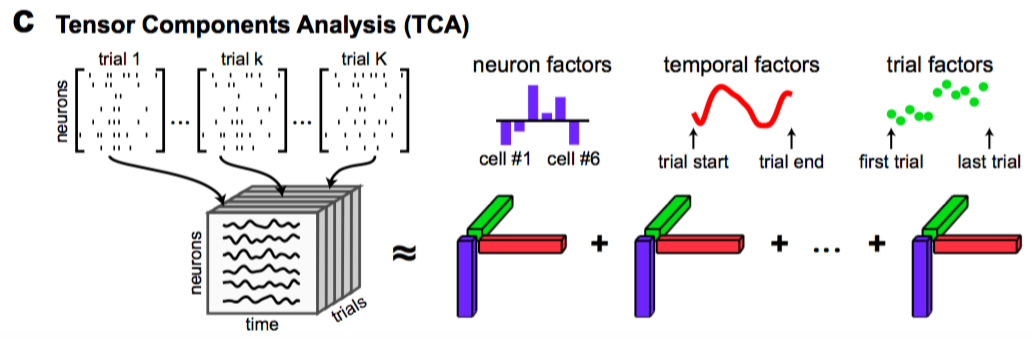 C Tensor Components Analysis (TCA)
trial 1 trial k trial K
neurons
... ...
neuron factors temporal factors trial factors
cell #1 cell #6 trial start trial end first trial last trial
neurons
time
trials
≈ + + ... +